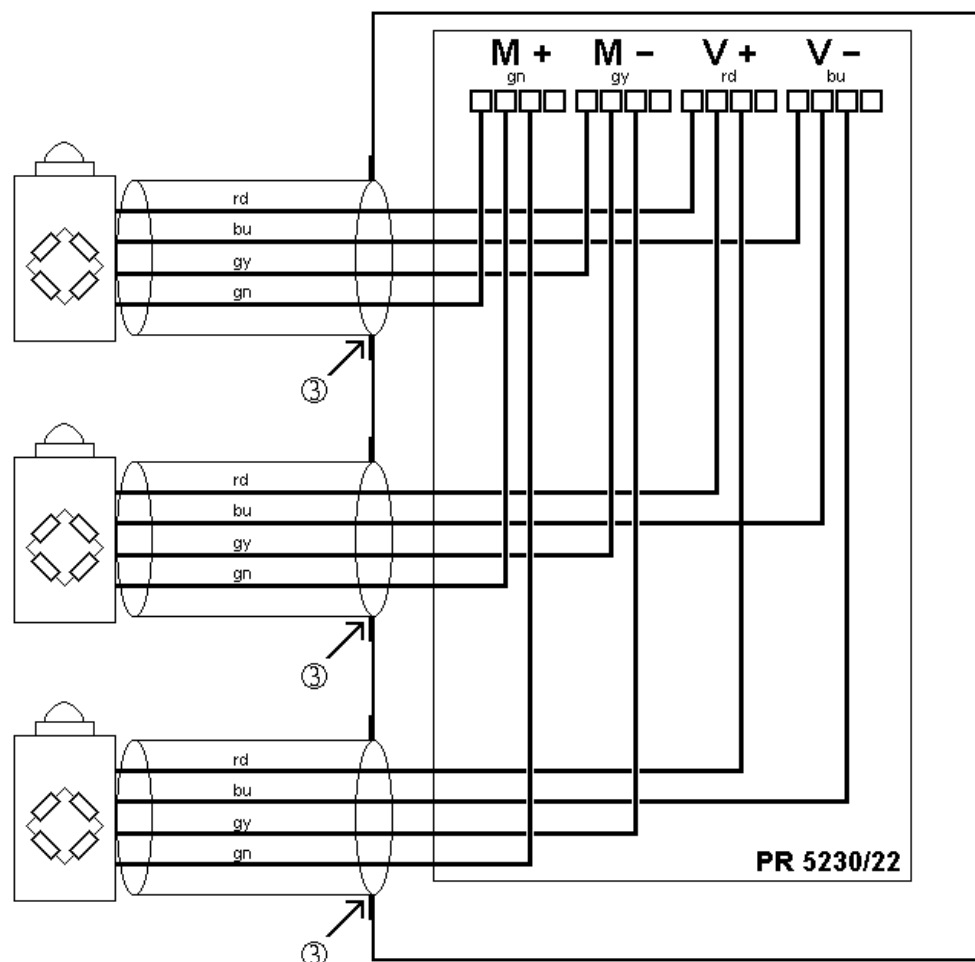 M + M − V + V −
gn gy rd bu
rd
bu
gy
gn
③
rd
bu
gy
gn
③
rd
bu
gy
gn
PR 5230/22
③